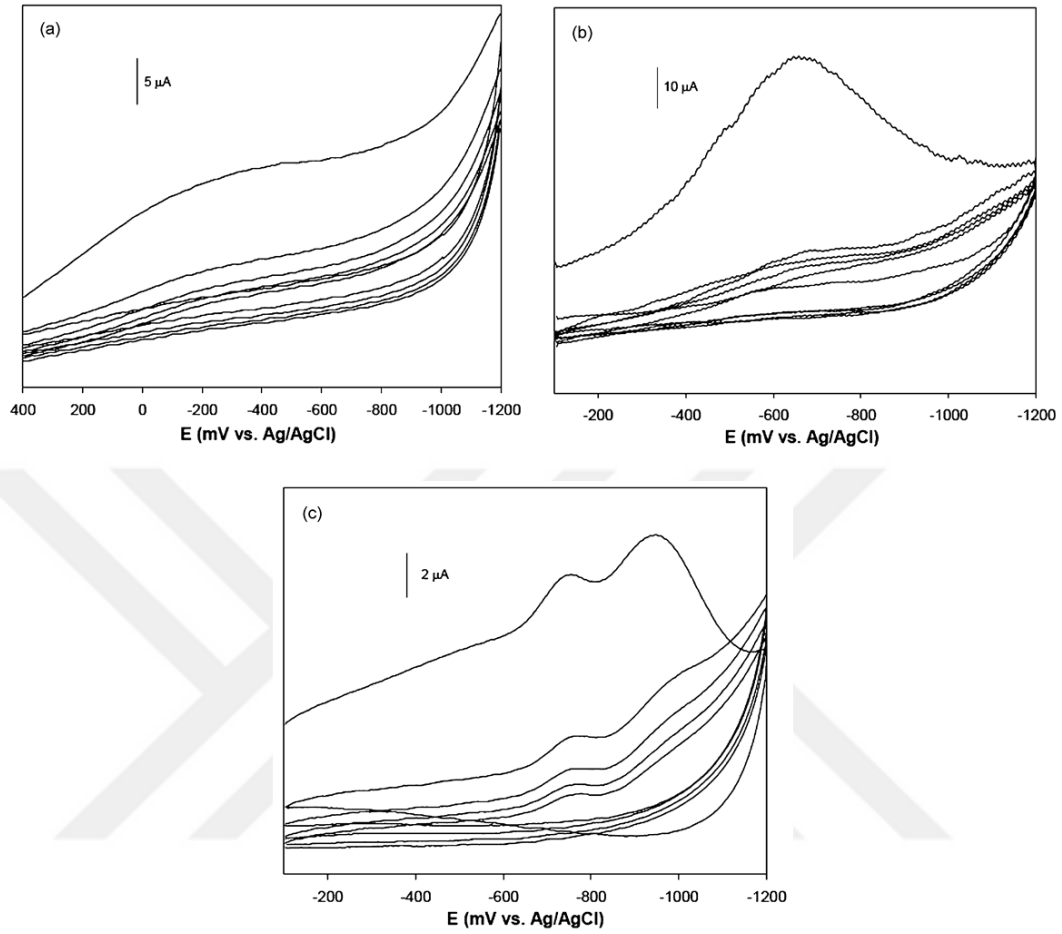 (a)
5 µA
400 200 0 -200 -400 -600 -800 -1000 -1200
E (mV vs. Ag/AgCl)
(b)
10 µA
-200 -400 -600 -800 -1000 -1200
E (mV vs. Ag/AgCl)
(c)
2 µA
-200 -400 -600 -800 -1000 -1200
E (mV vs. Ag/AgCl)